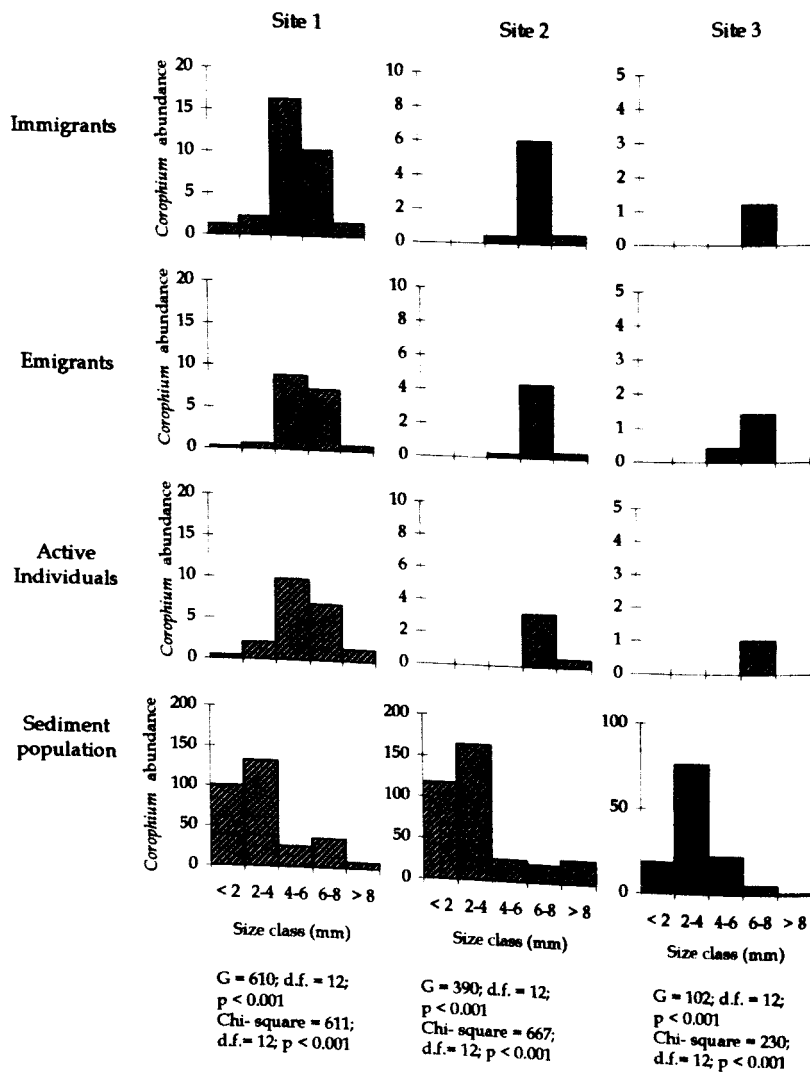 Site 1
Site 2
Site 3
Immigrants
Corophium abundance
20
15
10
5
0
10
8
6
4
2
0
5
4
3
2
1
0
Emigrants
Corophium abundance
20
15
10
5
0
10
8
6
4
2
0
5
4
3
2
1
0
Active
Individuals
Corophium abundance
20
15
10
5
0
10
8
6
4
2
0
5
4
3
2
1
0
Sediment
population
Corophium abundance
200
150
100
50
0
200
150
100
50
0
100
50
0
< 2 2-4 4-6 6-8 > 8
< 2 2-4 4-6 6-8 > 8
< 2 2-4 4-6 6-8 > 8
Size class (mm)
Size class (mm)
Size class (mm)
G = 610; d.f. = 12;
p < 0.001
Chi- square = 611;
d.f.= 12; p < 0.001
G = 390; d.f. = 12;
p < 0.001
Chi- square = 667;
d.f.= 12; p < 0.001
G = 102; d.f. = 12;
p < 0.001
Chi- square = 230;
d.f.= 12; p < 0.001